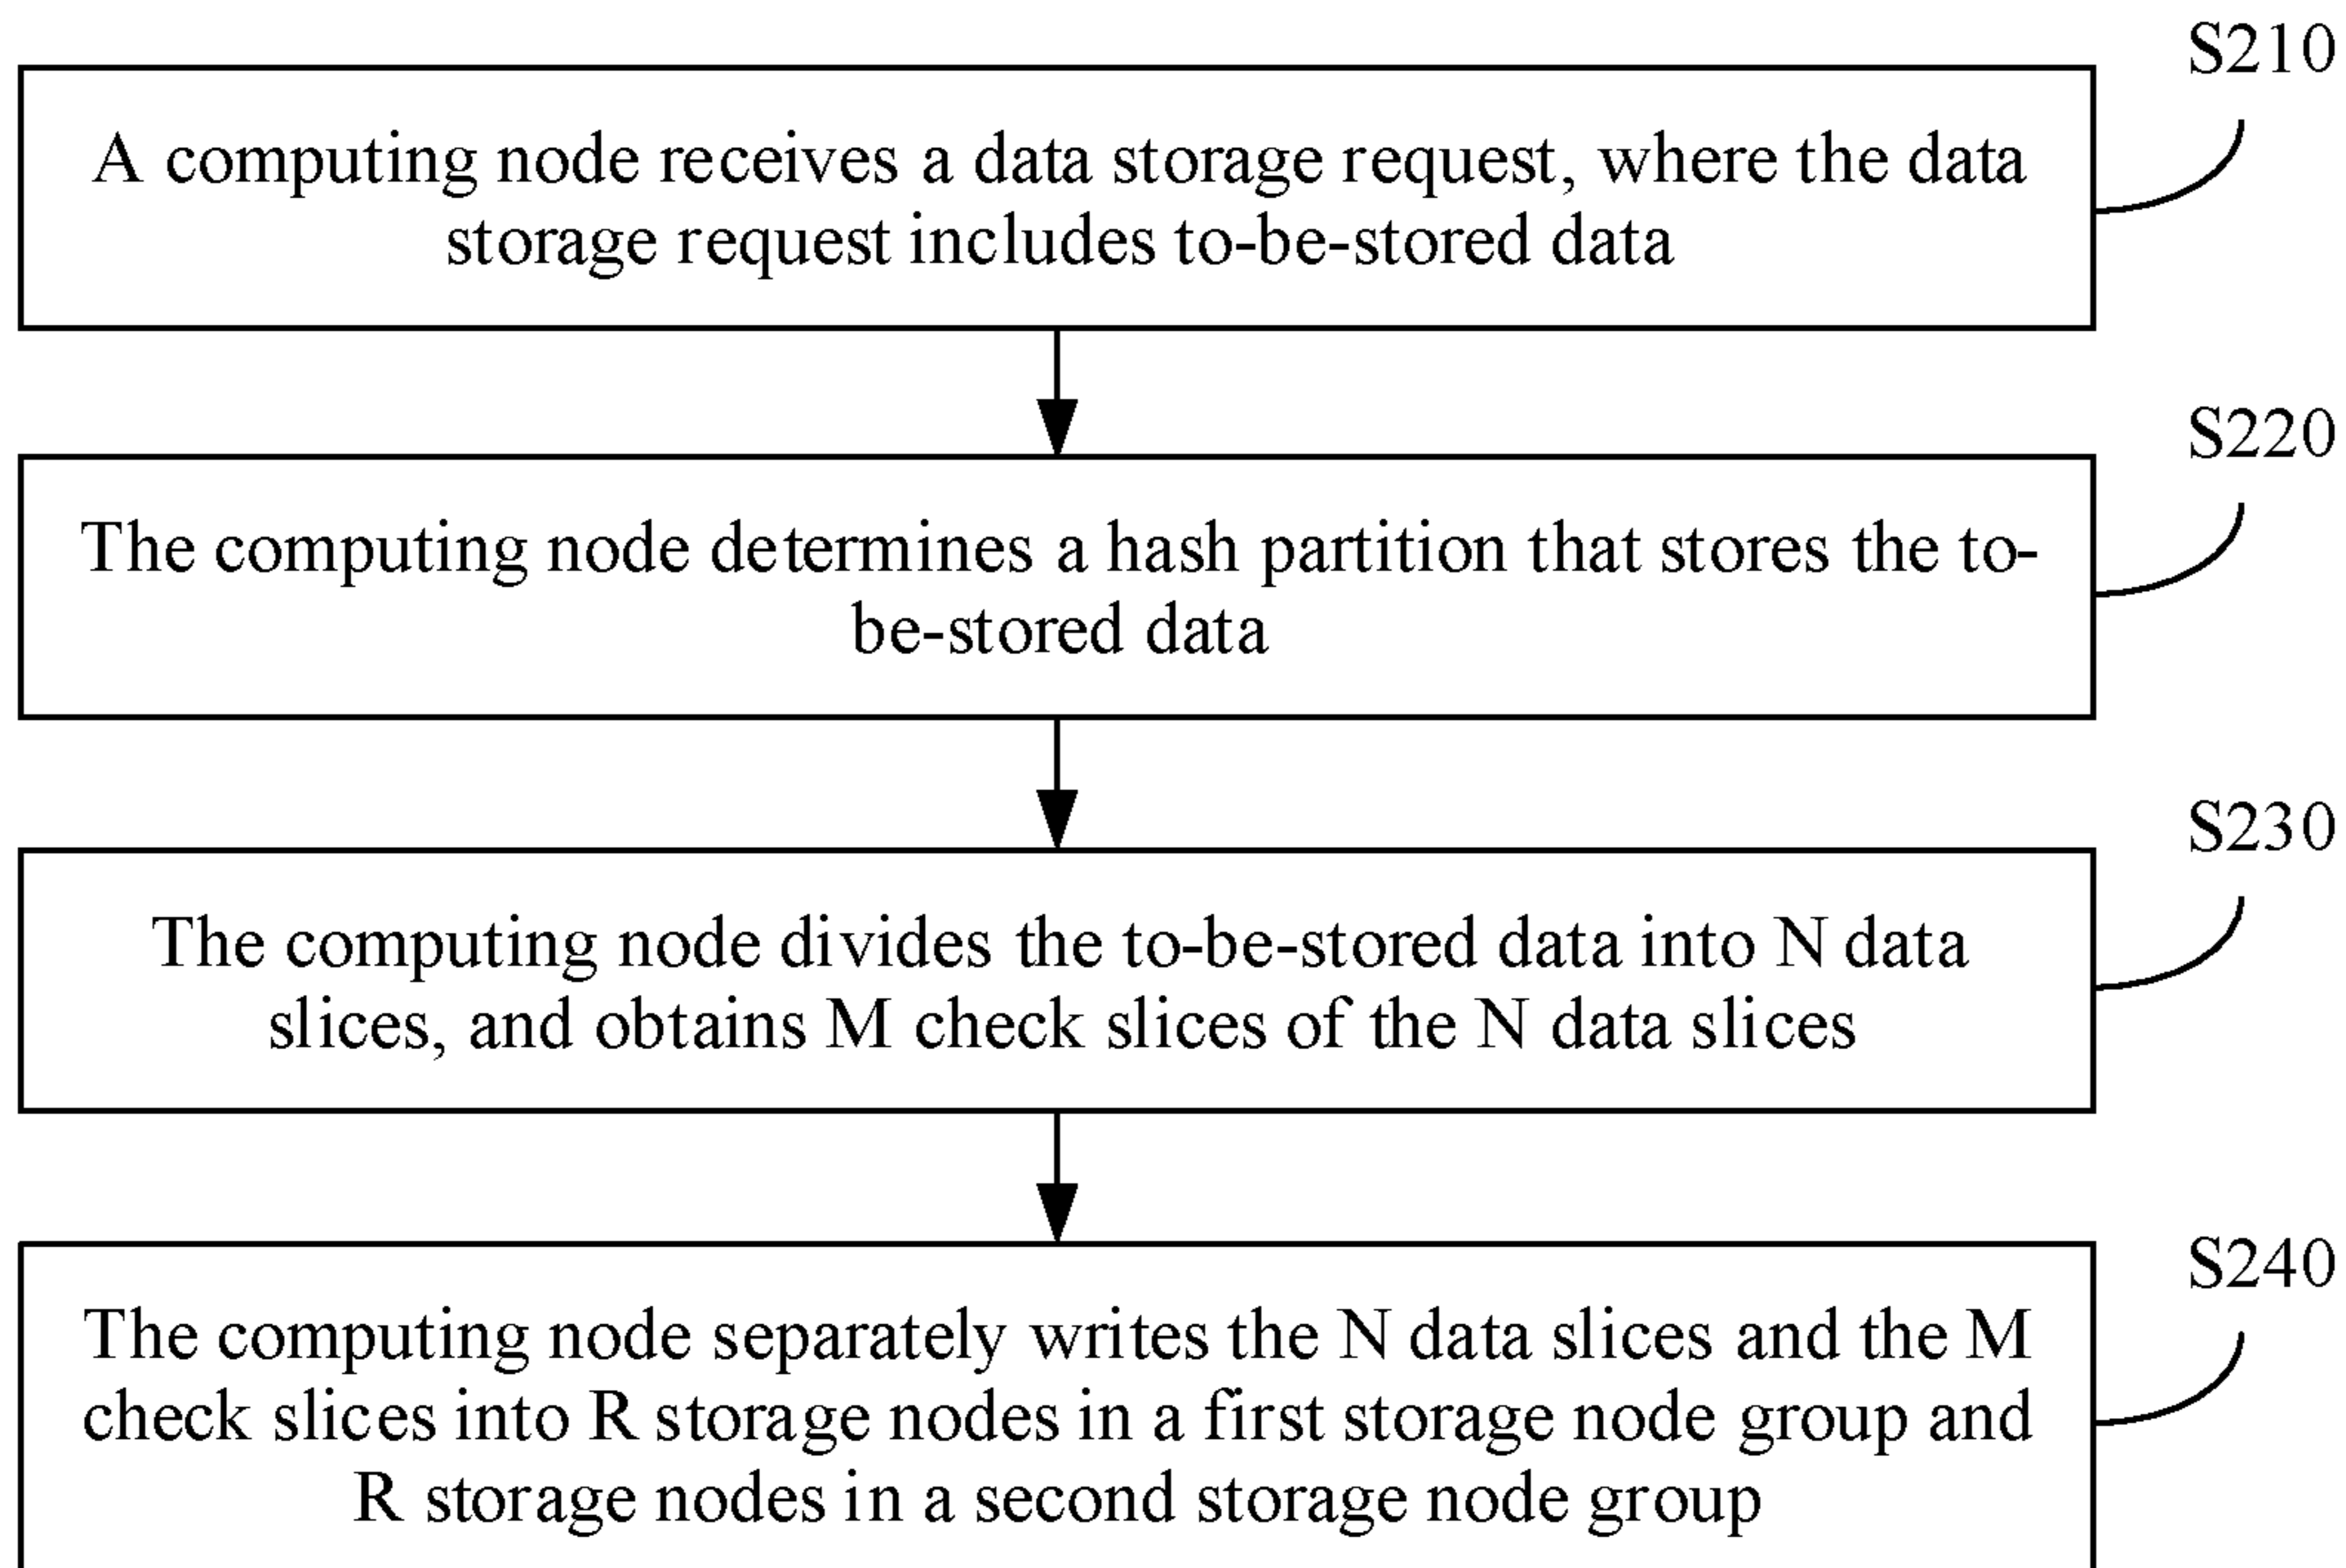 S210
A computing node receives a data storage request, where the data
storage request includes to-be-stored data
S220
The computing node determines a hash partition that stores the to-
be-stored data
S230
The computing node divides the to-be-stored data into N data
slices, and obtains M check slices of the N data slices
S240
The computing node separately writes the N data slices and the M
check slices into R storage nodes in a first storage node group and
R storage nodes in a second storage node group